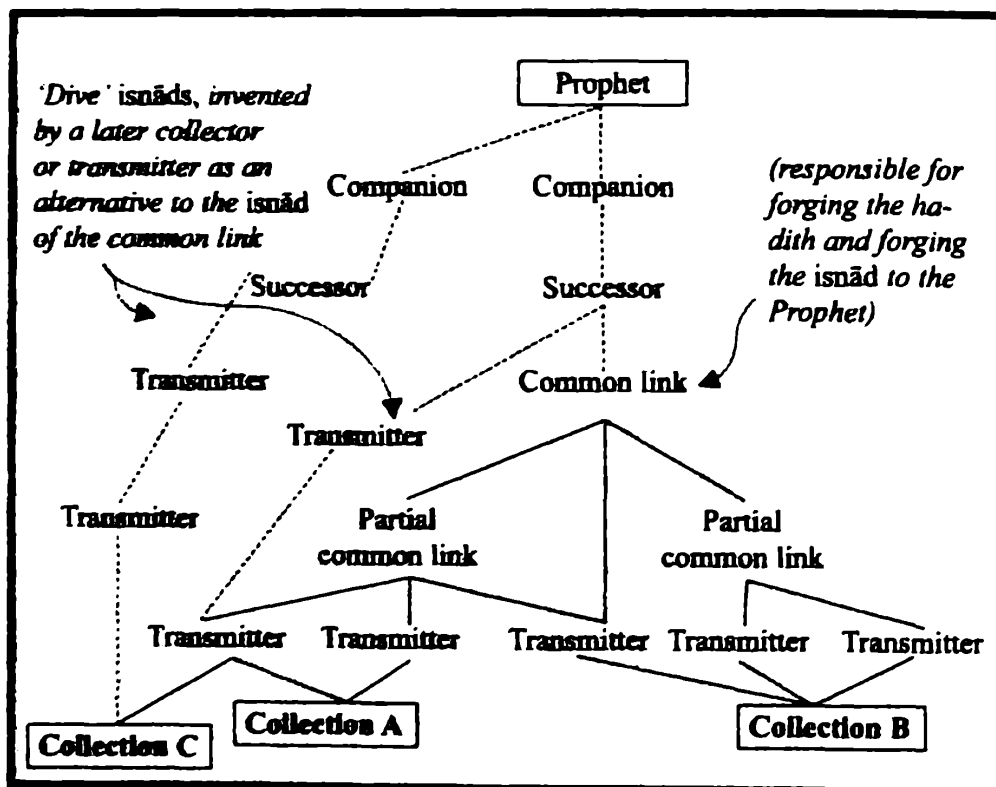 Prophet
'Dive' isnāds, invented
by a later collector
or transmitter as an
alternative to the isnād
of the common link
(responsible for
forging the ha-
dith and forging
the isnād to the
Prophet)
Companion
Companion
Successor
Successor
Transmitter
Common link
Transmitter
Transmitter
Partial
common link
Partial
common link
Transmitter
Transmitter
Transmitter
Transmitter
Transmitter
Collection C
Collection A
Collection B